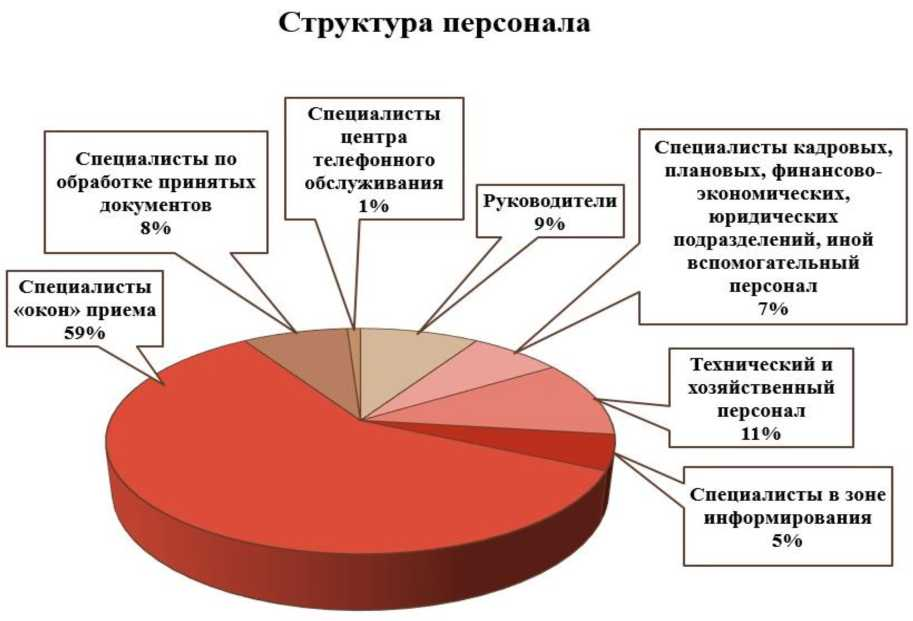 Структура персонала
Специалисты
центра
телефонного
обслуживания
1%
Специалисты по
обработке принятых
документов
8%
Руководители
9%
Специалисты кадровых,
плановых, финансово-
экономических,
юридических
подразделений, иной
вспомогательный
персонал
7%
Специалисты
«окон» приема
59%
Технический и
хозяйственный
персонал
11%
Специалисты в зоне
информирования
5%